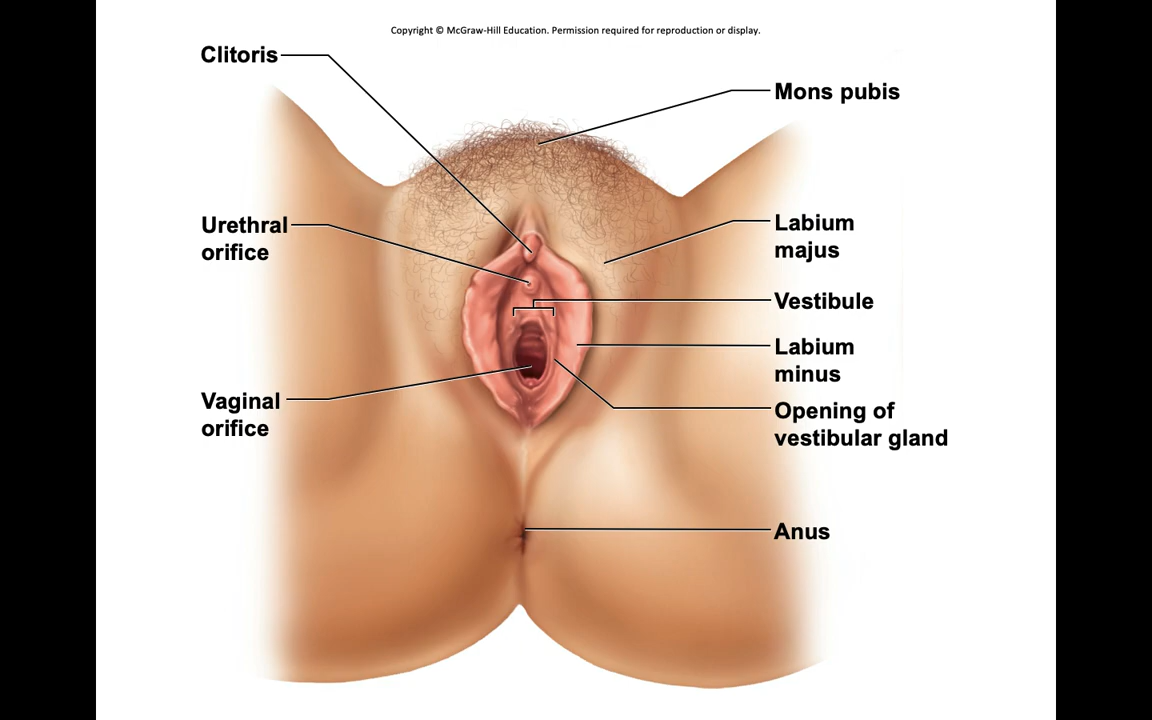 Copyright © McGraw-Hill Education. Permission required for reproduction or display.
Clitoris
Mons pubis
Urethral
orifice
Labium
majus
Vestibule
Labium
minus
Vaginal
orifice
Opening of
vestibular gland
Anus